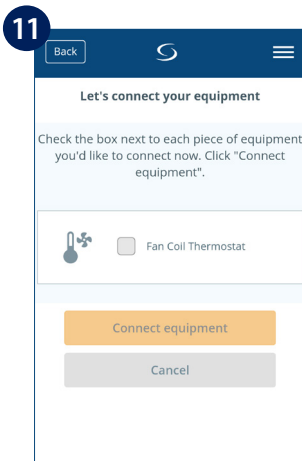 11
Back
Let's connect your equipment
Check the box next to each piece of equipment
you'd like to connect now. Click "Connect
equipment".
Fan Coil Thermostat
Connect equipment
Cancel